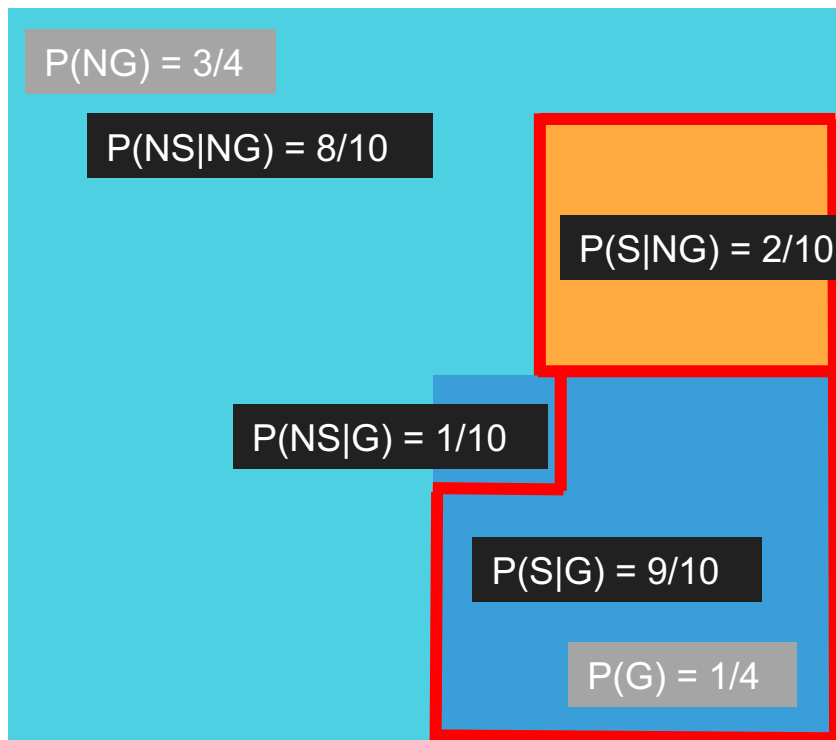 P(NG) = 3/4
P(NS|NG) = 8/10
P(S|NG) = 2/10
P(NS|G) = 1/10
P(S|G) = 9/10
P(G) = 1/4